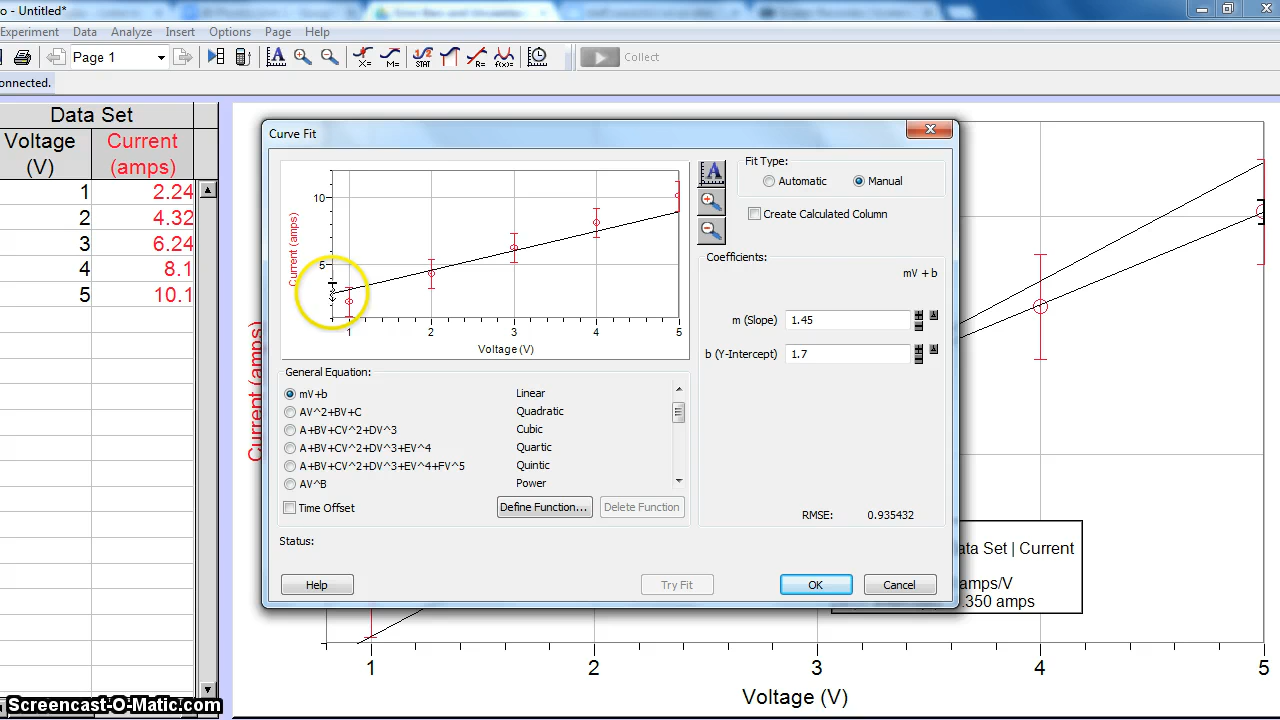 o - Untitled*
Experiment Data Analyze Insert Options Page Help
Page 1
X= M= STAT R= f(x)= Collect
onnected.
Data Set
Voltage (V) Current (amps)
1 2.24
2 4.32
3 6.24
4 8.1
5 10.1
Curve Fit
10
5
Current (amps)
1 2 3 4 5
Voltage (V)
A
Fit Type:
Automatic Manual
Create Calculated Column
Coefficients:
mV + b
m (Slope) 1.45
b (Y-Intercept) 1.7
RMSE: 0.935432
General Equation:
mV+b Linear
AV^2+BV+C Quadratic
A+BV+CV^2+DV^3 Cubic
A+BV+CV^2+DV^3+EV^4 Quartic
A+BV+CV^2+DV^3+EV^4+FV^5 Quintic
AV^B Power
Time Offset Define Function... Delete Function
Status:
Help Try Fit OK Cancel
Current (amps)
ata Set | Current
amps/V
.350 amps
1 2 3 4 5
Voltage (V)
Screencast-O-Matic.com